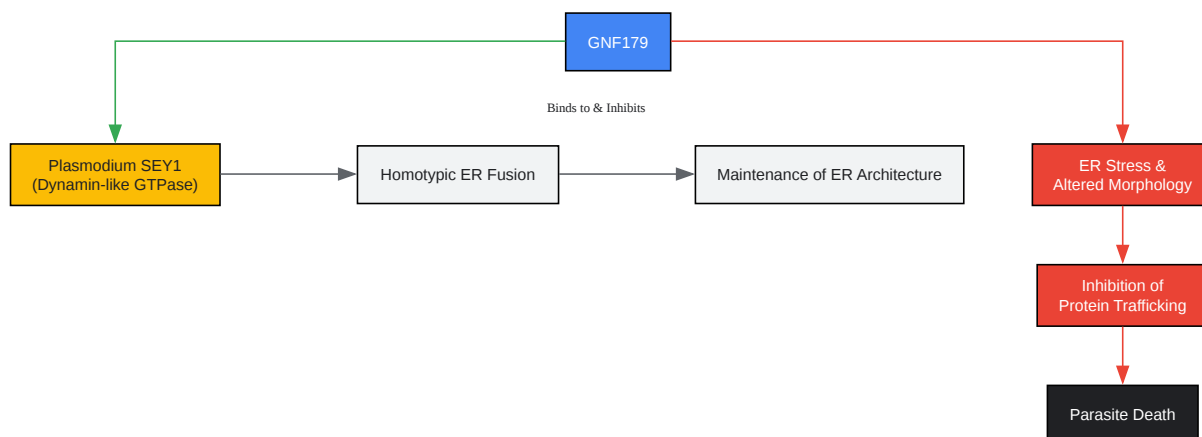 GNF179
Binds to & Inhibits
Plasmodium SEY1
(Dynamin-like GTPase)
Homotypic ER Fusion
Maintenance of ER Architecture
ER Stress &
Altered Morphology
Inhibition of
Protein Trafficking
Parasite Death